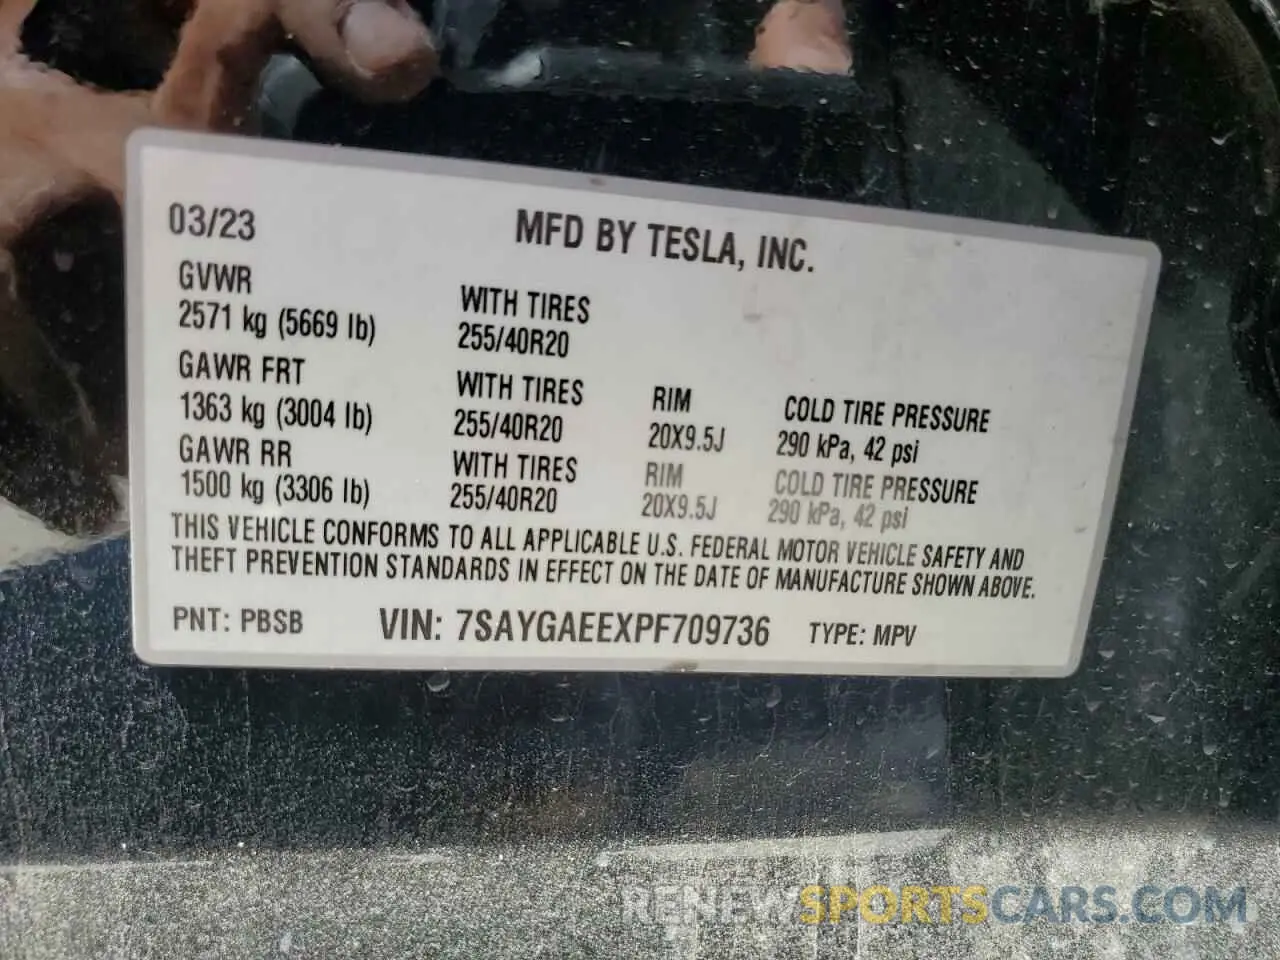 03/23 MFD BY TESLA, INC.
GVWR
2571 kg (5669 lb) WITH TIRES
255/40R20
GAWR FRT
1363 kg (3004 lb) WITH TIRES RIM COLD TIRE PRESSURE
255/40R20 20X9.5J 290 kPa, 42 psi
GAWR RR
1500 kg (3306 lb) WITH TIRES RIM COLD TIRE PRESSURE
255/40R20 20X9.5J 290 kPa, 42 psi
THIS VEHICLE CONFORMS TO ALL APPLICABLE U.S. FEDERAL MOTOR VEHICLE SAFETY AND
THEFT PREVENTION STANDARDS IN EFFECT ON THE DATE OF MANUFACTURE SHOWN ABOVE.
PNT: PBSB VIN: 7SAYGAEEXPF709736 TYPE: MPV
RENEWSPORTSCARS.COM